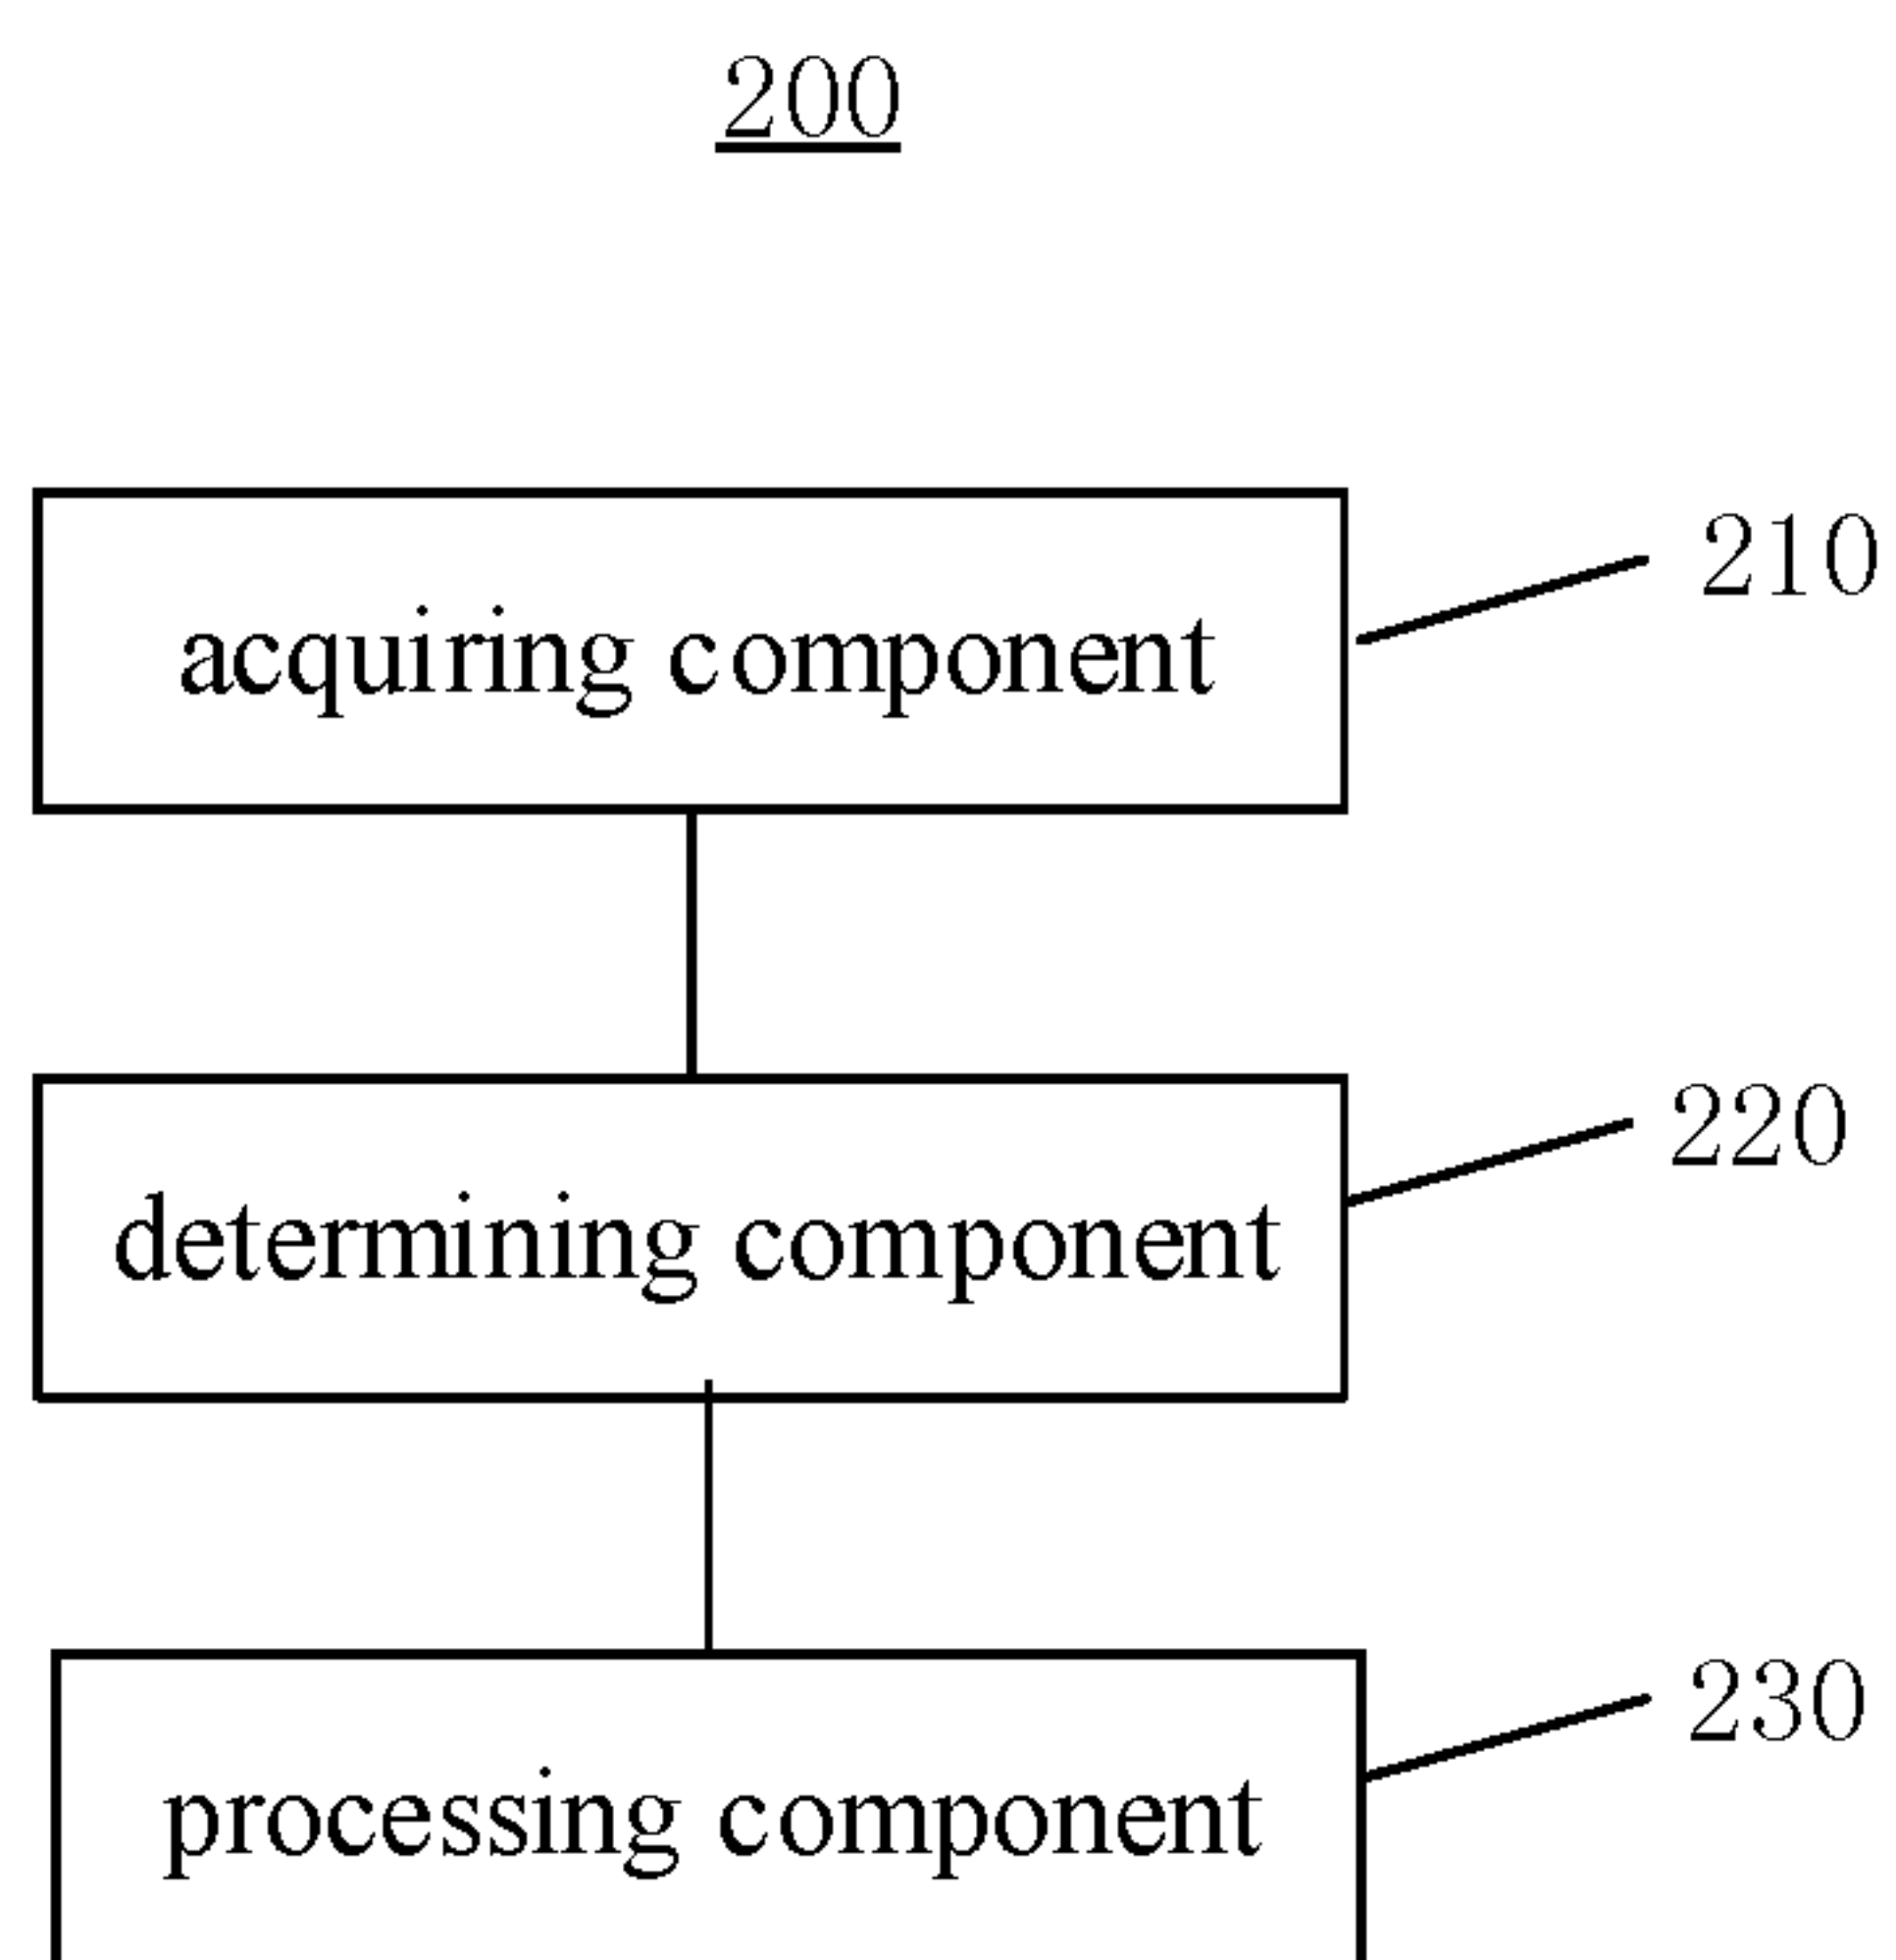 200
acquiring component
210
determining component
220
processing component
230